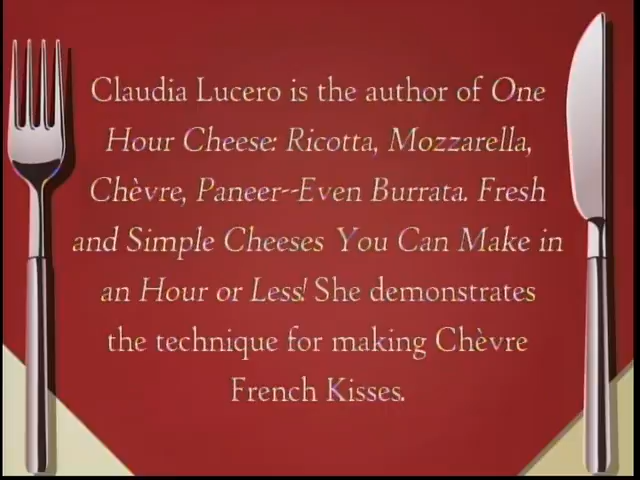 Claudia Lucero is the author of One
Hour Cheese: Ricotta, Mozzarella,
Chèvre, Paneer--Even Burrata. Fresh
and Simple Cheeses You Can Make in
an Hour or Less! She demonstrates
the technique for making Chèvre
French Kisses.